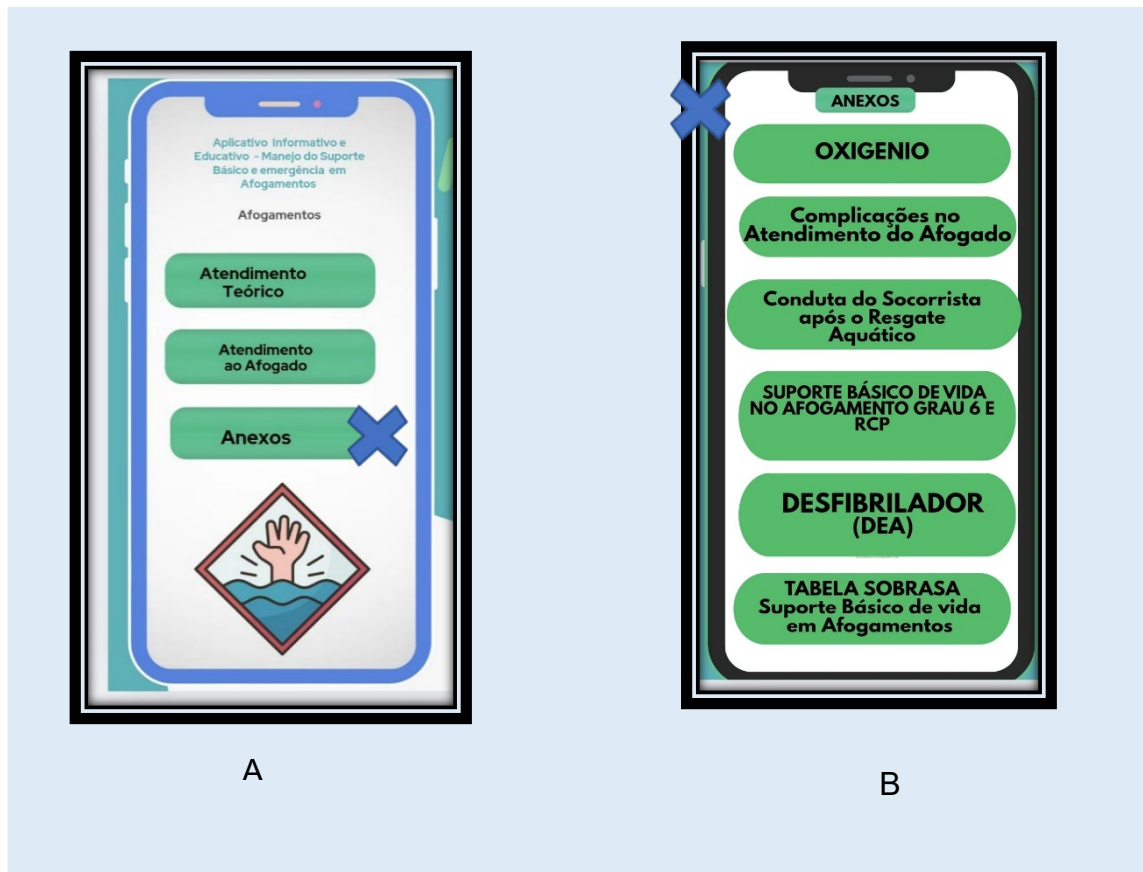 Aplicativo Informativo e
Educativo - Manejo do Suporte
Básico e emergência em
Afogamentos
Afogamentos
Atendimento
Teórico
Atendimento
ao Afogado
Anexos
A
ANEXOS
OXIGENIO
Complicações no
Atendimento do Afogado
Conduta do Socorrista
após o Resgate
Aquático
SUPORTE BÁSICO DE VIDA
NO AFOGAMENTO GRAU 6 E
RCP
DESFIBRILADOR
(DEA)
TABELA SOBRASA
Suporte Básico de vida
em Afogamentos
B